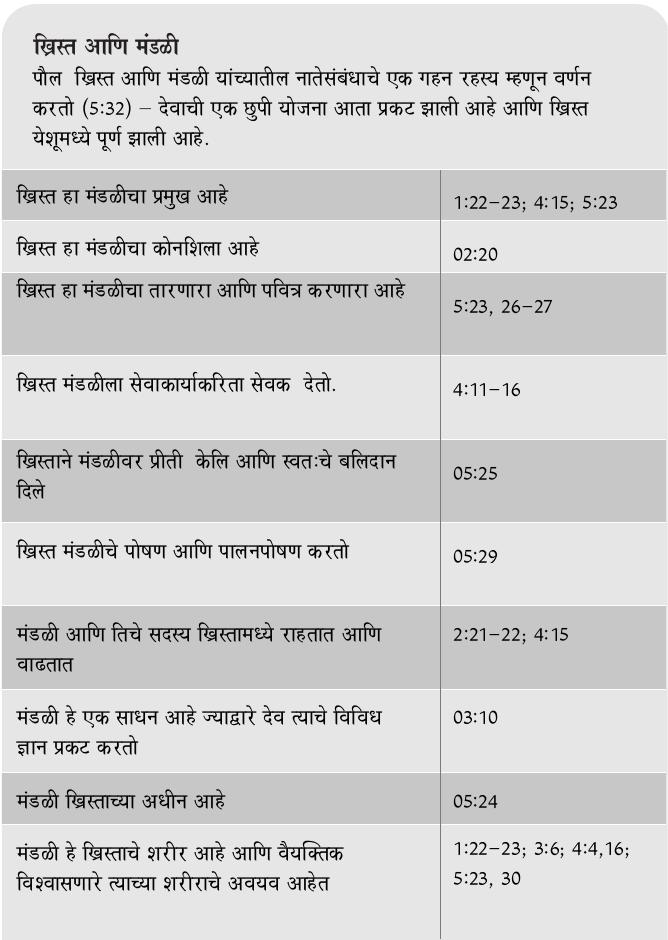 ख्रिस्त आणि मंडळी
पौल ख्रिस्त आणि मंडळी यांच्यातील नातेसंबंधाचे एक गहन रहस्य म्हणून वर्णन
करतो (5:32) – देवाची एक छुपी योजना आता प्रकट झाली आहे आणि ख्रिस्त
येशूमध्ये पूर्ण झाली आहे.
ख्रिस्त हा मंडळीचा प्रमुख आहे
1:22–23; 4:15; 5:23
ख्रिस्त हा मंडळीचा कोनशिला आहे
02:20
ख्रिस्त हा मंडळीचा तारणारा आणि पवित्र करणारा आहे
5:23, 26–27
ख्रिस्त मंडळीला सेवाकार्याकरिता सेवक देतो.
4:11–16
ख्रिस्ताने मंडळीवर प्रीती केलि आणि स्वतःचे बलिदान
दिले
05:25
ख्रिस्त मंडळीचे पोषण आणि पालनपोषण करतो
05:29
मंडळी आणि तिचे सदस्य ख्रिस्तामध्ये राहतात आणि
वाढतात
2:21–22; 4:15
मंडळी हे एक साधन आहे ज्याद्वारे देव त्याचे विविध
ज्ञान प्रकट करतो
03:10
मंडळी ख्रिस्ताच्या अधीन आहे
05:24
मंडळी हे ख्रिस्ताचे शरीर आहे आणि वैयक्तिक
विश्वासणारे त्याच्या शरीराचे अवयव आहेत
1:22–23; 3:6; 4:4,16;
5:23, 30